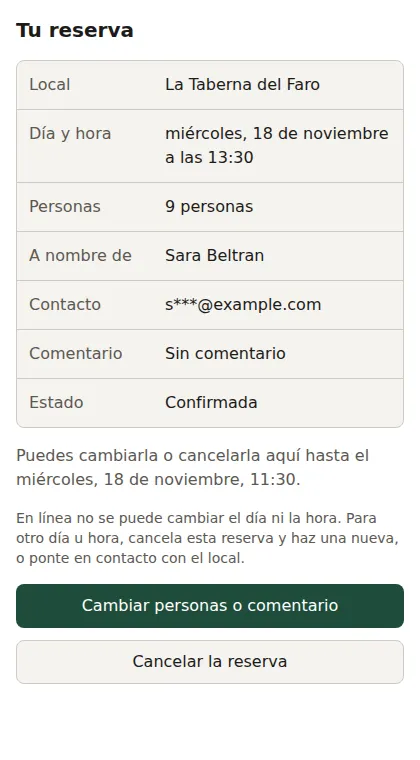 Tu reserva
Local La Taberna del Faro
Día y hora miércoles, 18 de noviembre
a las 13:30
Personas 9 personas
A nombre de Sara Beltran
Contacto s***@example.com
Comentario Sin comentario
Estado Confirmada
Puedes cambiarla o cancelarla aquí hasta el
miércoles, 18 de noviembre, 11:30.
En línea no se puede cambiar el día ni la hora. Para
otro día u hora, cancela esta reserva y haz una nueva,
o ponte en contacto con el local.
Cambiar personas o comentario
Cancelar la reserva